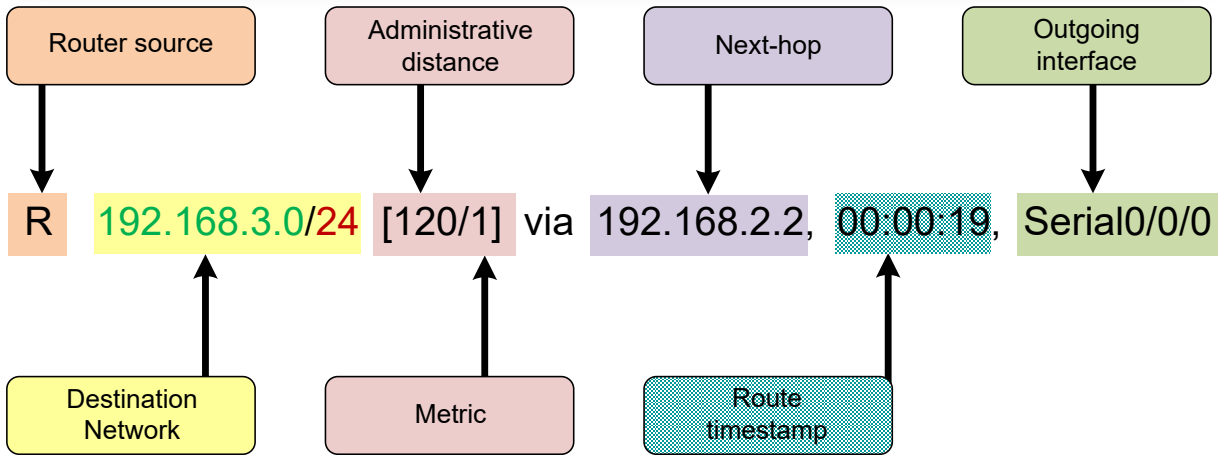 Router source
Administrative
distance
Next-hop
Outgoing
interface
R 192.168.3.0/24 [120/1] via 192.168.2.2, 00:00:19, Serial0/0/0
Destination
Network
Metric
Route
timestamp